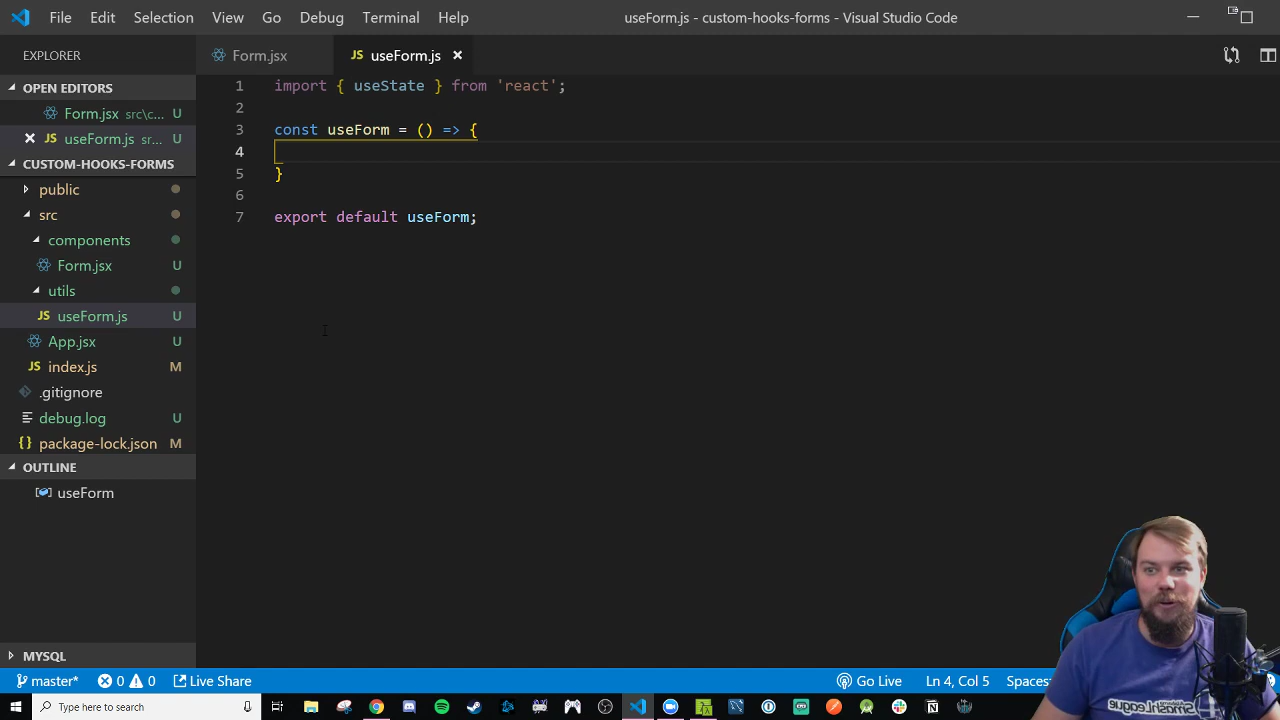 File Edit Selection View Go Debug Terminal Help
useForm.js - custom-hooks-forms - Visual Studio Code
EXPLORER
OPEN EDITORS
Form.jsx src\c... U
useForm.js sr... U
CUSTOM-HOOKS-FORMS
public
src
components
Form.jsx U
utils
JS useForm.js U
App.jsx U
JS index.js M
.gitignore
debug.log U
{} package-lock.json M
OUTLINE
useForm
MYSQL
Form.jsx
JS useForm.js
1 import { useState } from 'react';
2
3 const useForm = () => {
4
5 }
6
7 export default useForm;
master* 0 0 Live Share
Go Live
Ln 4, Col 5
Spaces:
Type here to search
SmashLeague